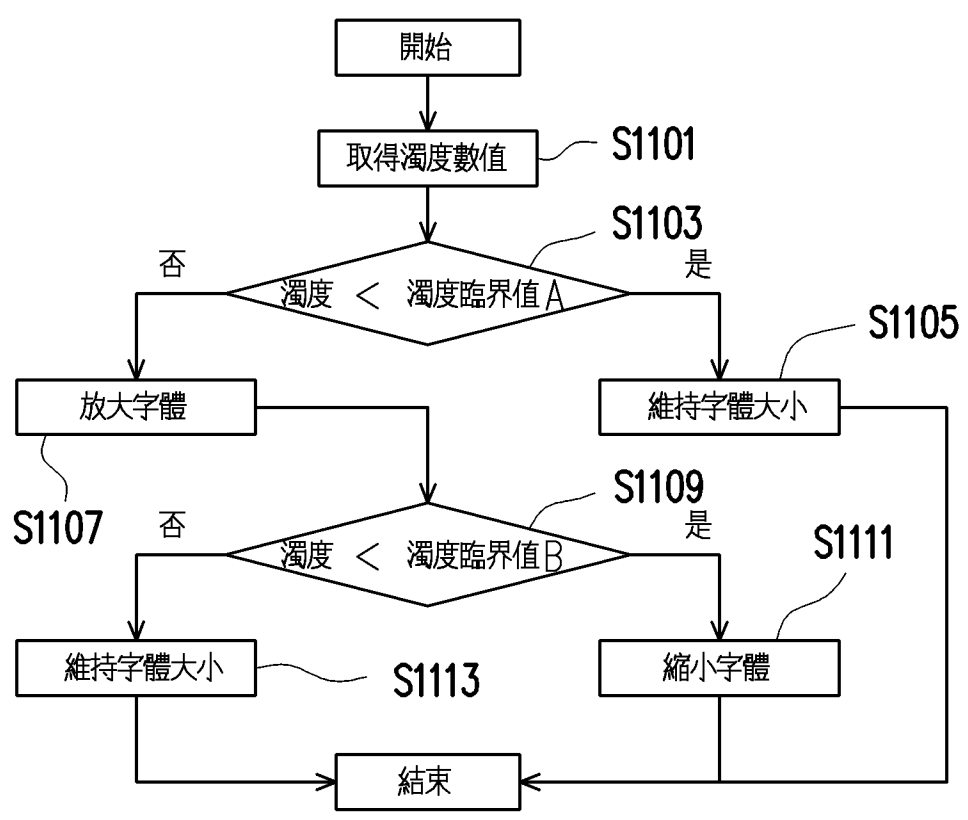 開始
取得濁度數值
S1101
S1103
否
是
濁度 < 濁度臨界值A
S1105
放大字體
維持字體大小
S1107
S1109
否
是
濁度 < 濁度臨界值B
S1111
維持字體大小
S1113
縮小字體
結束